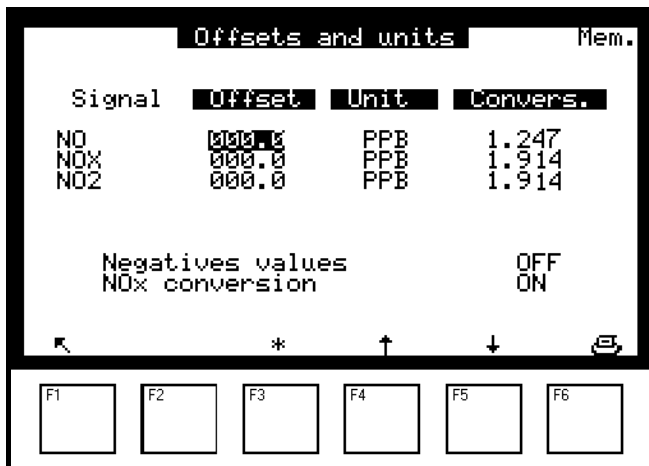 Offsets and units Mem.
Signal Offset Unit Convers.
NO 000.0 PPB 1.247
NOX 000.0 PPB 1.914
NO2 000.0 PPB 1.914
Negatives values OFF
NOx conversion ON
*
F1 F2 F3 F4 F5 F6